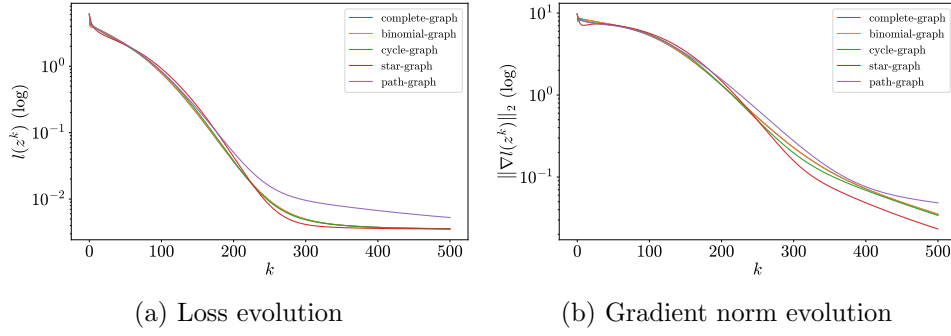 l(z^k) (log)
10^0
10^{-1}
10^{-2}
complete-graph
binomial-graph
cycle-graph
star-graph
path-graph
0 100 200 300 400 500
k
(a) Loss evolution
‖∇l(z^k)‖_2 (log)
10^1
10^0
10^{-1}
complete-graph
binomial-graph
cycle-graph
star-graph
path-graph
0 100 200 300 400 500
k
(b) Gradient norm evolution